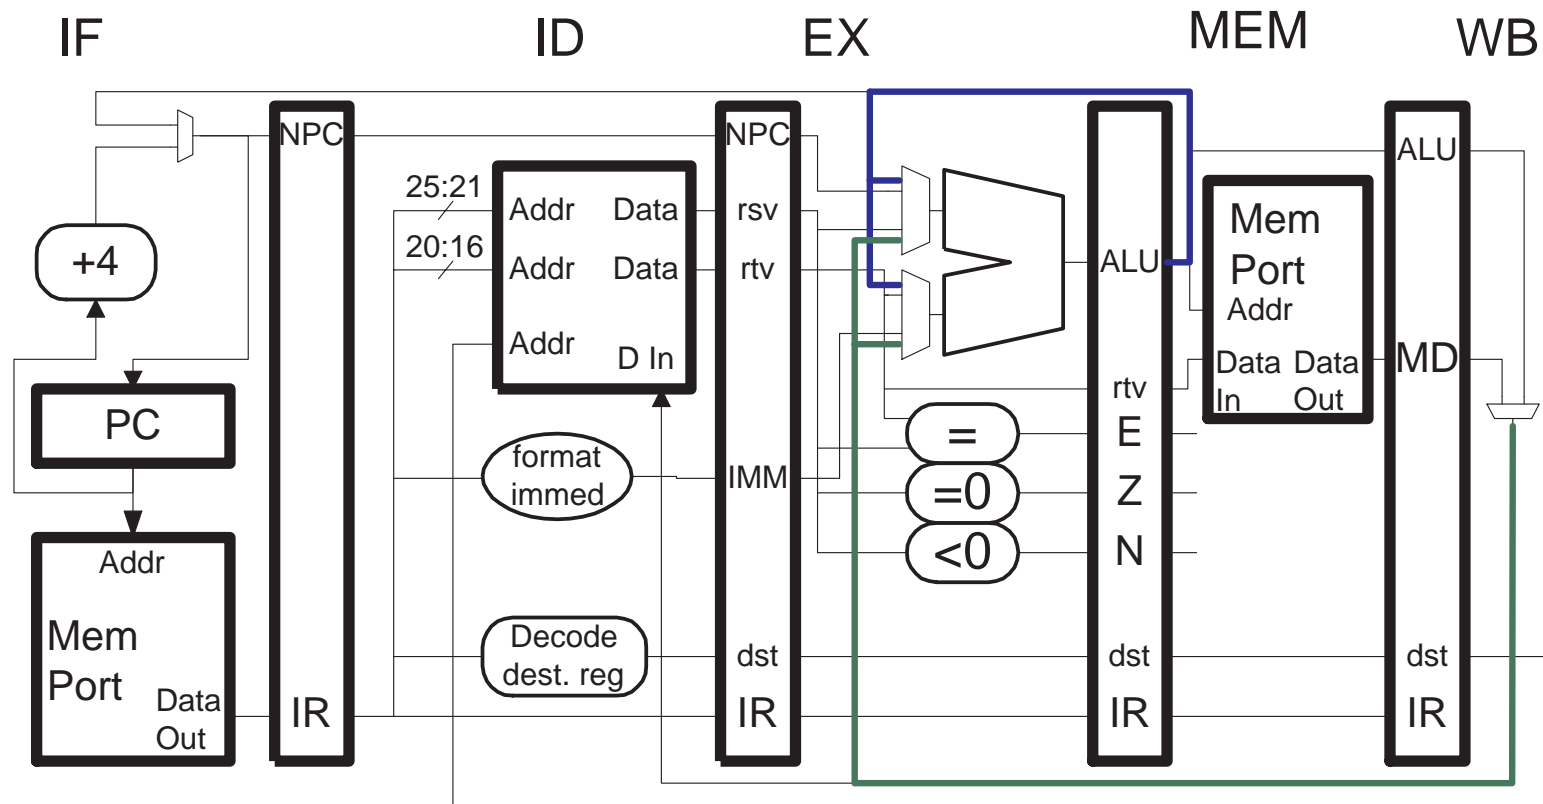 IF
ID
EX
MEM
WB
NPC
NPC
ALU
25:21
Addr
Data
rsv
20:16
Addr
Data
rtv
Addr
D In
+4
PC
ALU
Mem
Port
Addr
Data
In
Data
Out
MD
rtv
format
immed
IMM
=
E
=0
Z
<0
N
Addr
Mem
Port
Data
Out
Decode
dest. reg
dst
dst
dst
IR
IR
IR
IR